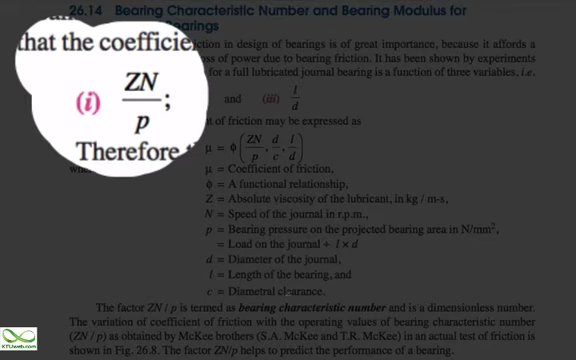 26.14 Bearing Characteristic Number and Bearing Modulus for
Bearings
that the coefficie
ction in design of bearings is of great importance, because it affords a
oss of power due to bearing friction. It has been shown by experiments
for a full lubricated journal bearing is a function of three variables, i.e.
(i) ZN/p; and (iii) l/d
Therefore
t of friction may be expressed as
μ = ϕ (ZN/p, d/c, l/d)
μ = Coefficient of friction,
ϕ = A functional relationship,
Z = Absolute viscosity of the lubricant, in kg / m-s,
N = Speed of the journal in r.p.m.,
p = Bearing pressure on the projected bearing area in N/mm²,
= Load on the journal ÷ l × d
d = Diameter of the journal,
l = Length of the bearing, and
c = Diametral clearance.
The factor ZN / p is termed as bearing characteristic number and is a dimensionless number.
The variation of coefficient of friction with the operating values of bearing characteristic number
(ZN / p) as obtained by McKee brothers (S.A. McKee and T.R. McKee) in an actual test of friction is
shown in Fig. 26.8. The factor ZN/p helps to predict the performance of a bearing.
KTUweb.com